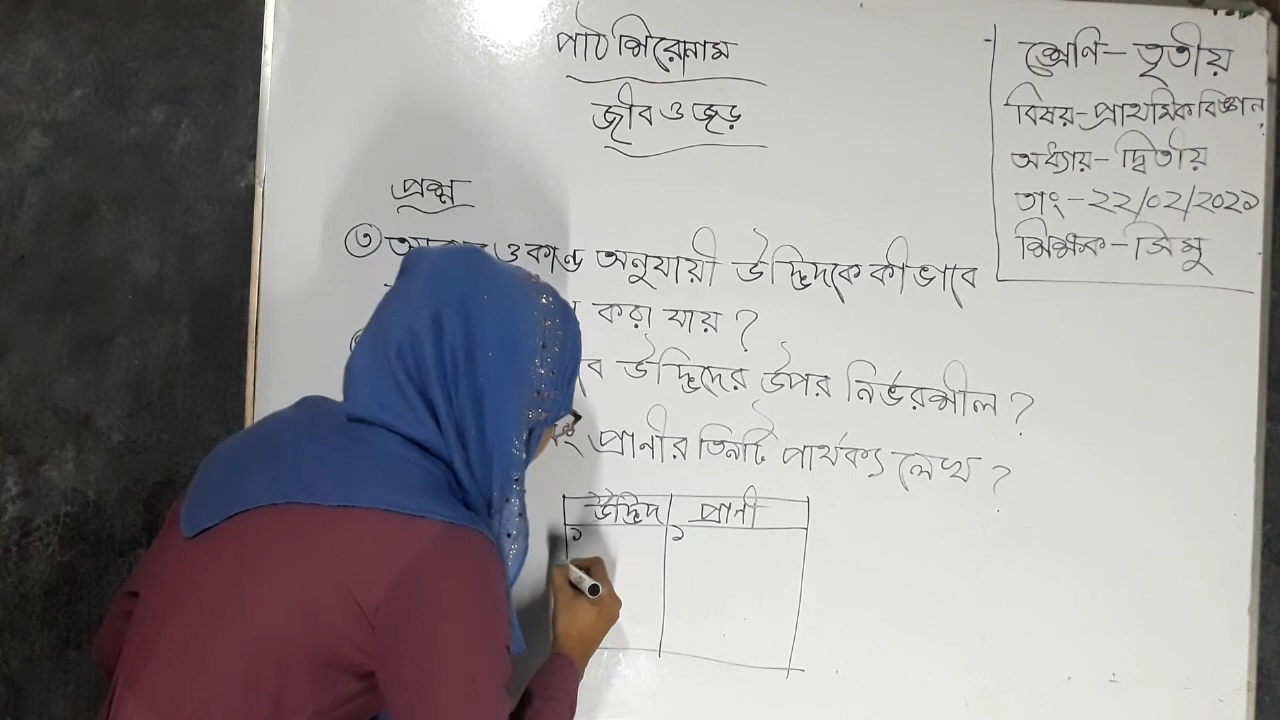 পাঠ শিরোনাম
জীব ও জড়
শ্রেণি - তৃতীয়
বিষয় - প্রাথমিক বিজ্ঞান
অধ্যায় - দ্বিতীয়
তাং - ২২/০২/২০২১
শিক্ষক - সিমু
প্রশ্ন
৩ ও কান্ড অনুযায়ী উদ্ভিদকে কীভাবে
করা যায় ?
উদ্ভিদের উপর নির্ভরশীল ?
প্রানীর তিনটি পার্থক্য লেখ ?
উদ্ভিদ প্রানী
১ ১